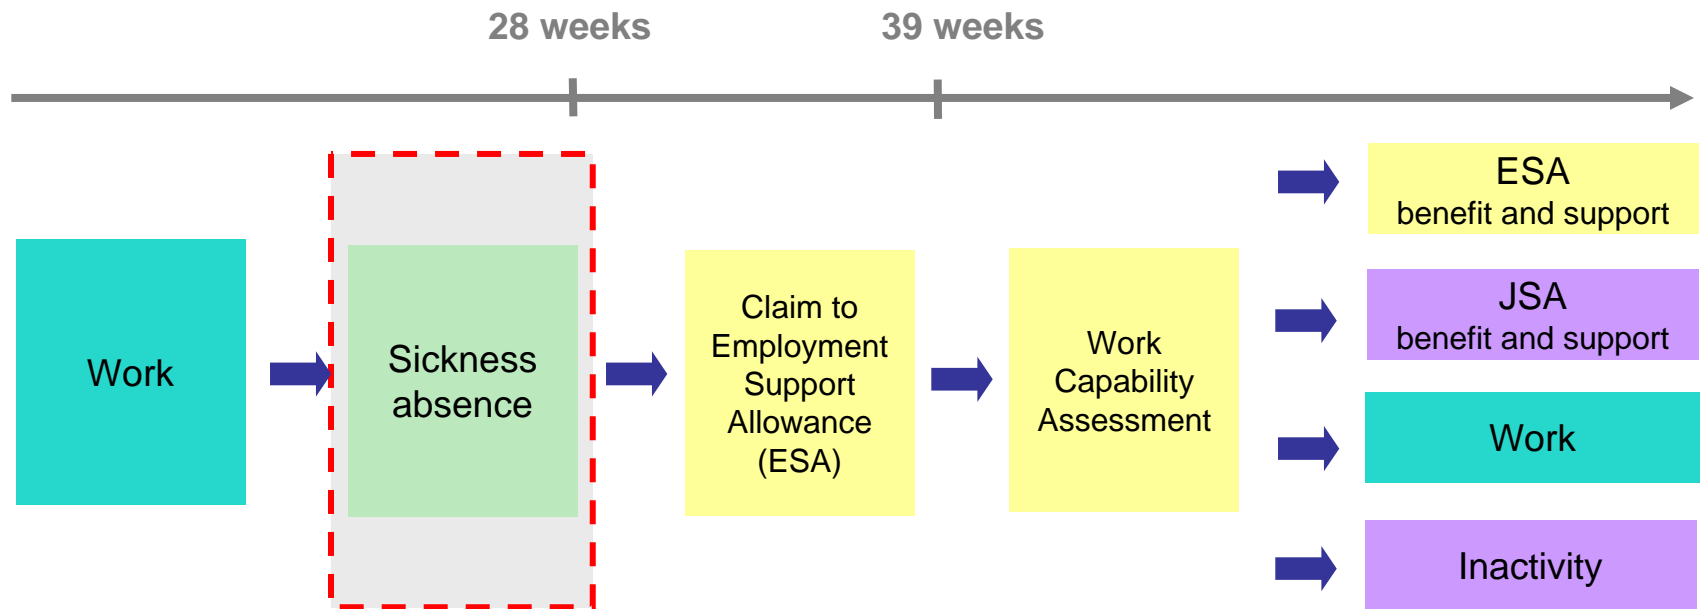 28 weeks
39 weeks
Work
Sickness
absence
Claim to
Employment
Support
Allowance
(ESA)
Work
Capability
Assessment
ESA
benefit and support
JSA
benefit and support
Work
Inactivity